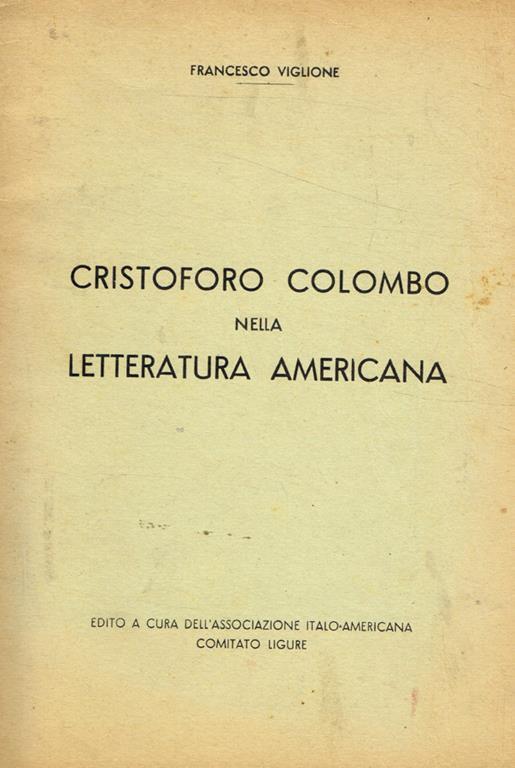 FRANCESCO VIGLIONE
CRISTOFORO COLOMBO
NELLA
LETTERATURA AMERICANA
EDITO A CURA DELL'ASSOCIAZIONE ITALO-AMERICANA
COMITATO LIGURE